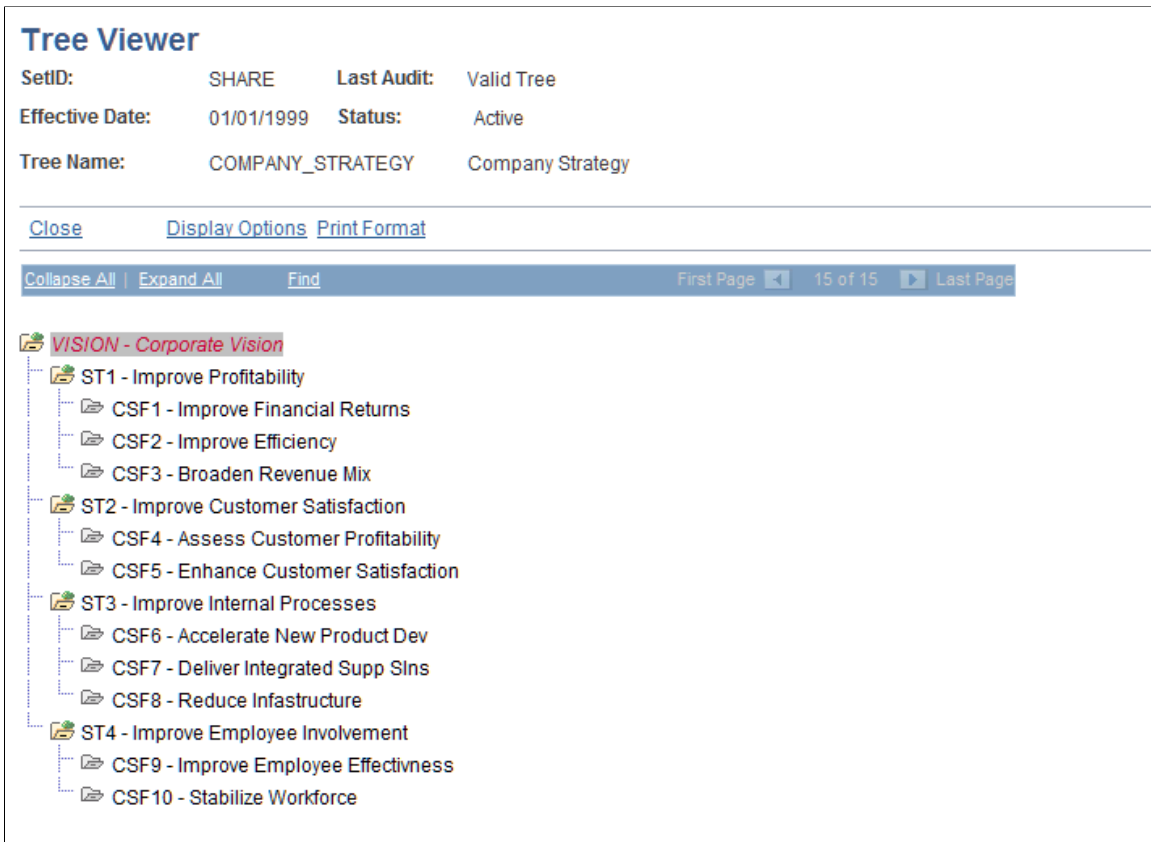 Tree Viewer
SetID: SHARE Last Audit: Valid Tree
Effective Date: 01/01/1999 Status: Active
Tree Name: COMPANY_STRATEGY Company Strategy
Close Display Options Print Format
Collapse All | Expand All Find First Page 15 of 15 Last Page
VISION - Corporate Vision
ST1 - Improve Profitability
CSF1 - Improve Financial Returns
CSF2 - Improve Efficiency
CSF3 - Broaden Revenue Mix
ST2 - Improve Customer Satisfaction
CSF4 - Assess Customer Profitability
CSF5 - Enhance Customer Satisfaction
ST3 - Improve Internal Processes
CSF6 - Accelerate New Product Dev
CSF7 - Deliver Integrated Supp Slns
CSF8 - Reduce Infastructure
ST4 - Improve Employee Involvement
CSF9 - Improve Employee Effectivness
CSF10 - Stabilize Workforce